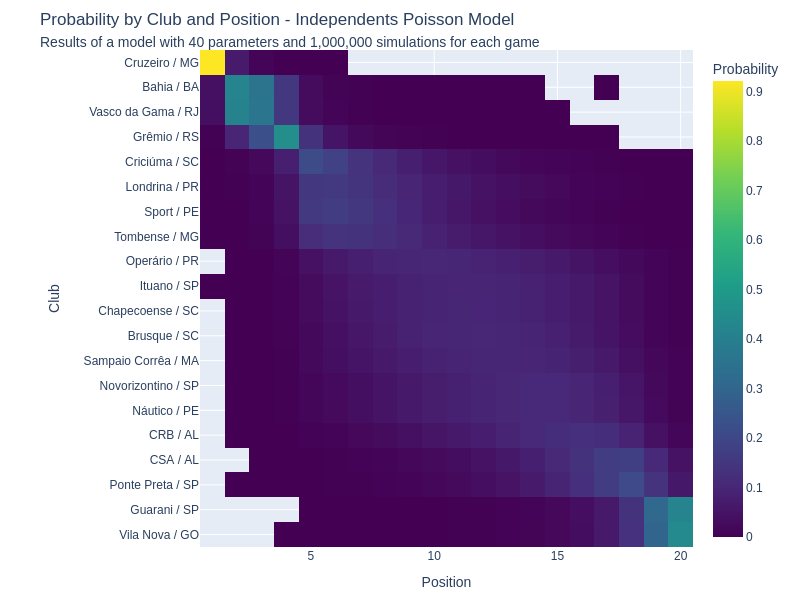 Probability by Club and Position - Independents Poisson Model
Results of a model with 40 parameters and 1,000,000 simulations for each game
Probability
Cruzeiro / MG
Bahia / BA
Vasco da Gama / RJ
Grêmio / RS
Criciúma / SC
Londrina / PR
Sport / PE
Tombense / MG
Operário / PR
Ituano / SP
Chapecoense / SC
Brusque / SC
Sampaio Corrêa / MA
Novorizontino / SP
Náutico / PE
CRB / AL
CSA / AL
Ponte Preta / SP
Guarani / SP
Vila Nova / GO
Club
5
10
15
20
Position
0.9
0.8
0.7
0.6
0.5
0.4
0.3
0.2
0.1
0